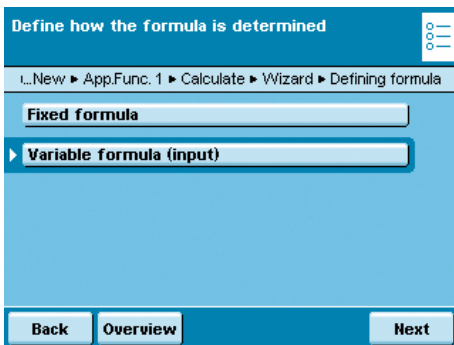 Define how the formula is determined
ι...New ▸ App.Func. 1 ▸ Calculate ▸ Wizard ▸ Defining formula
Fixed formula
Variable formula (input)
Back Overview Next